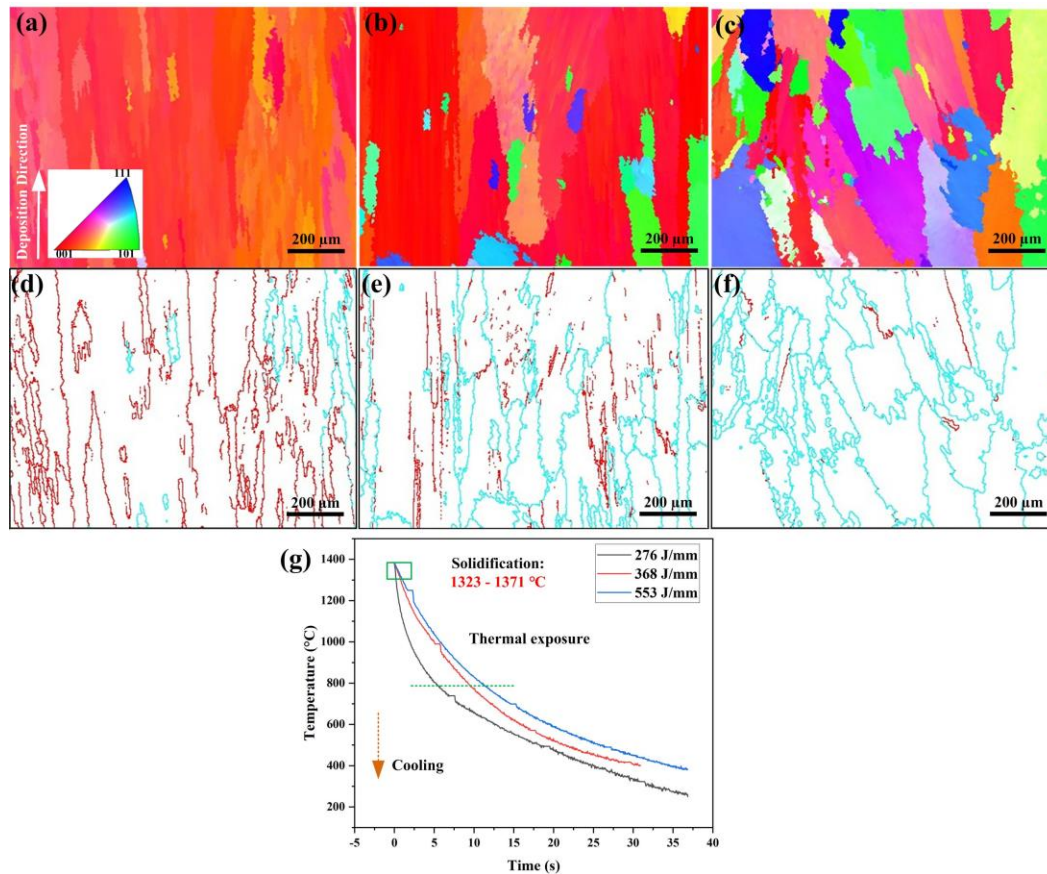 (a)
(b)
(c)
Deposition Direction
111
001
101
200 µm
200 µm
200 µm
(d)
(e)
(f)
200 µm
200 µm
200 µm
(g)
1400
1200
1000
800
600
400
200
Temperature (°C)
Solidification:
1323 - 1371 °C
276 J/mm
368 J/mm
553 J/mm
Thermal exposure
Cooling
-5
0
5
10
15
20
25
30
35
40
Time (s)